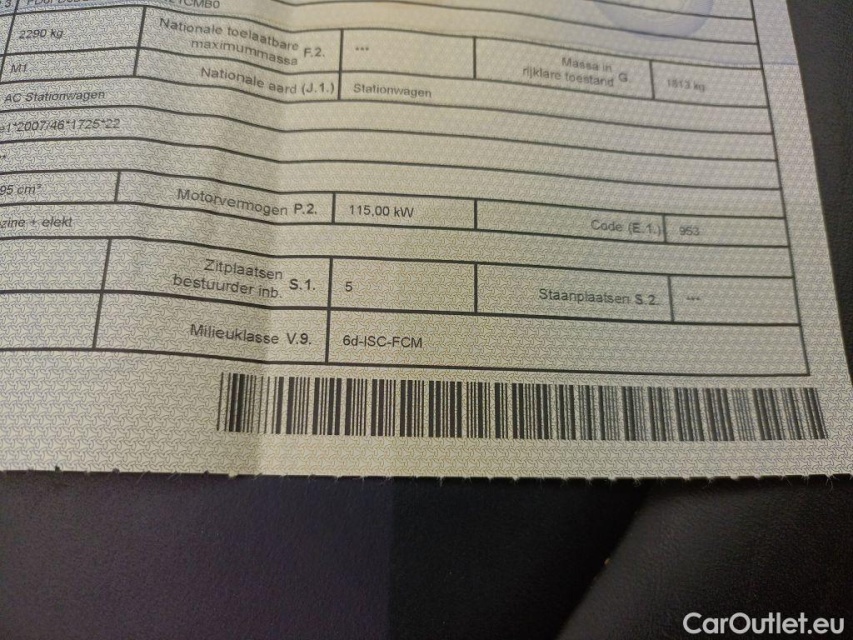 2290 kg
Nationale toelaatbare
maximummassa F.2. ***
Massa in
rijklare toestand G. 1813 kg
M1
Nationale aard (J.1.) Stationwagen
AC Stationwagen
e1*2007/46*1725*22
**
95 cm³ Motorvermogen P.2. 115,00 kW Code (E.1.) 953
zine + elekt
Zitplaatsen
bestuurder inb. S.1. 5 Staanplaatsen S.2. ***
Milieuklasse V.9. 6d-ISC-FCM
CarOutlet.eu